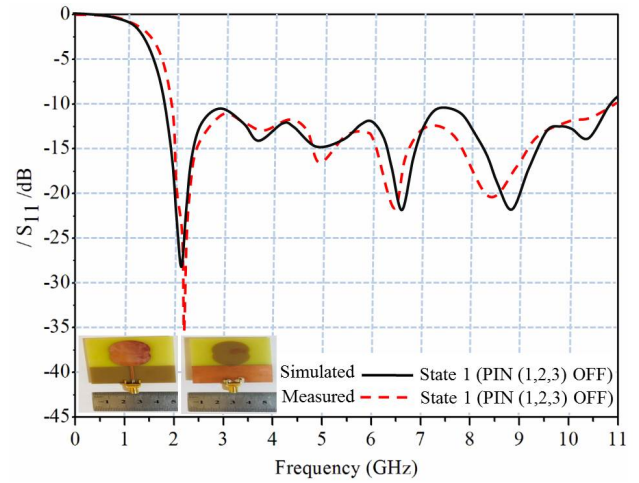 0
-5
-10
-15
-20
-25
-30
-35
-40
-45
/ S11 /dB
Simulated State 1 (PIN (1,2,3) OFF)
Measured State 1 (PIN (1,2,3) OFF)
0 1 2 3 4 5 6 7 8 9 10 11
Frequency (GHz)